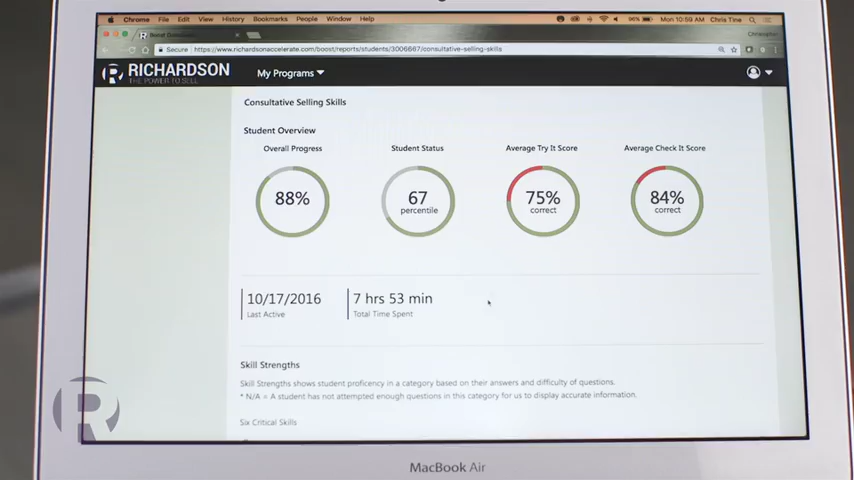 Chrome File Edit View History Bookmarks People Window Help
Mon 10:59 AM Chris Tine
Secure https://www.richardsonaccelerate.com/boost/reports/students/3006667/consultative-selling-skills
RICHARDSON
THE POWER TO SELL
My Programs
Consultative Selling Skills
Student Overview
Overall Progress Student Status Average Try It Score Average Check It Score
88% 67 75% 84%
percentile correct correct
10/17/2016 7 hrs 53 min
Last Active Total Time Spent
Skill Strengths
Skill Strengths shows student proficency in a category based on their answers and difficulty of questions.
* N/A = A student has not attempted enough questions in this category for us to display accurate information.
Six Critical Skills
R
MacBook Air